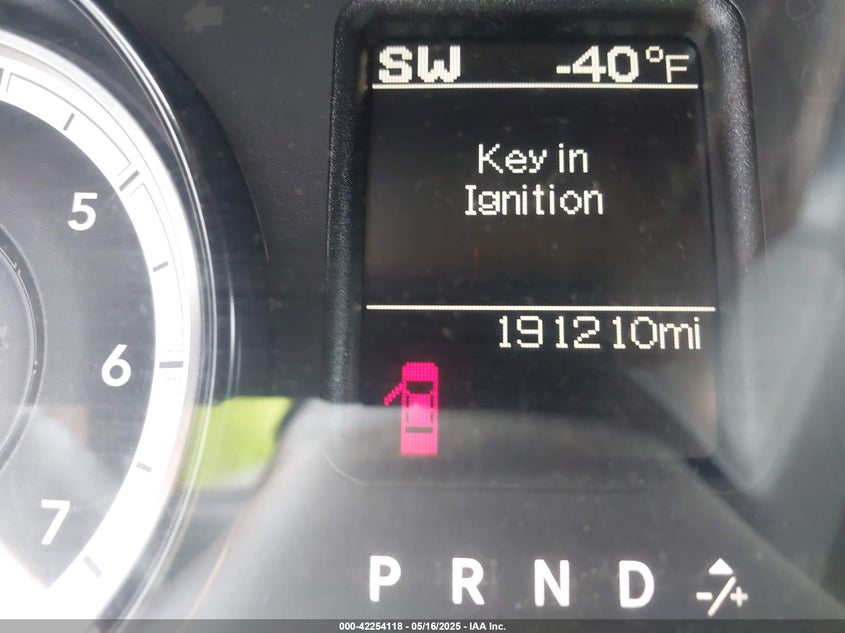 SW -40°F
Key in
Ignition
191210mi
5
6
7
P R N D -/+
000-42254118 - 05/16/2025 - IAA Inc.